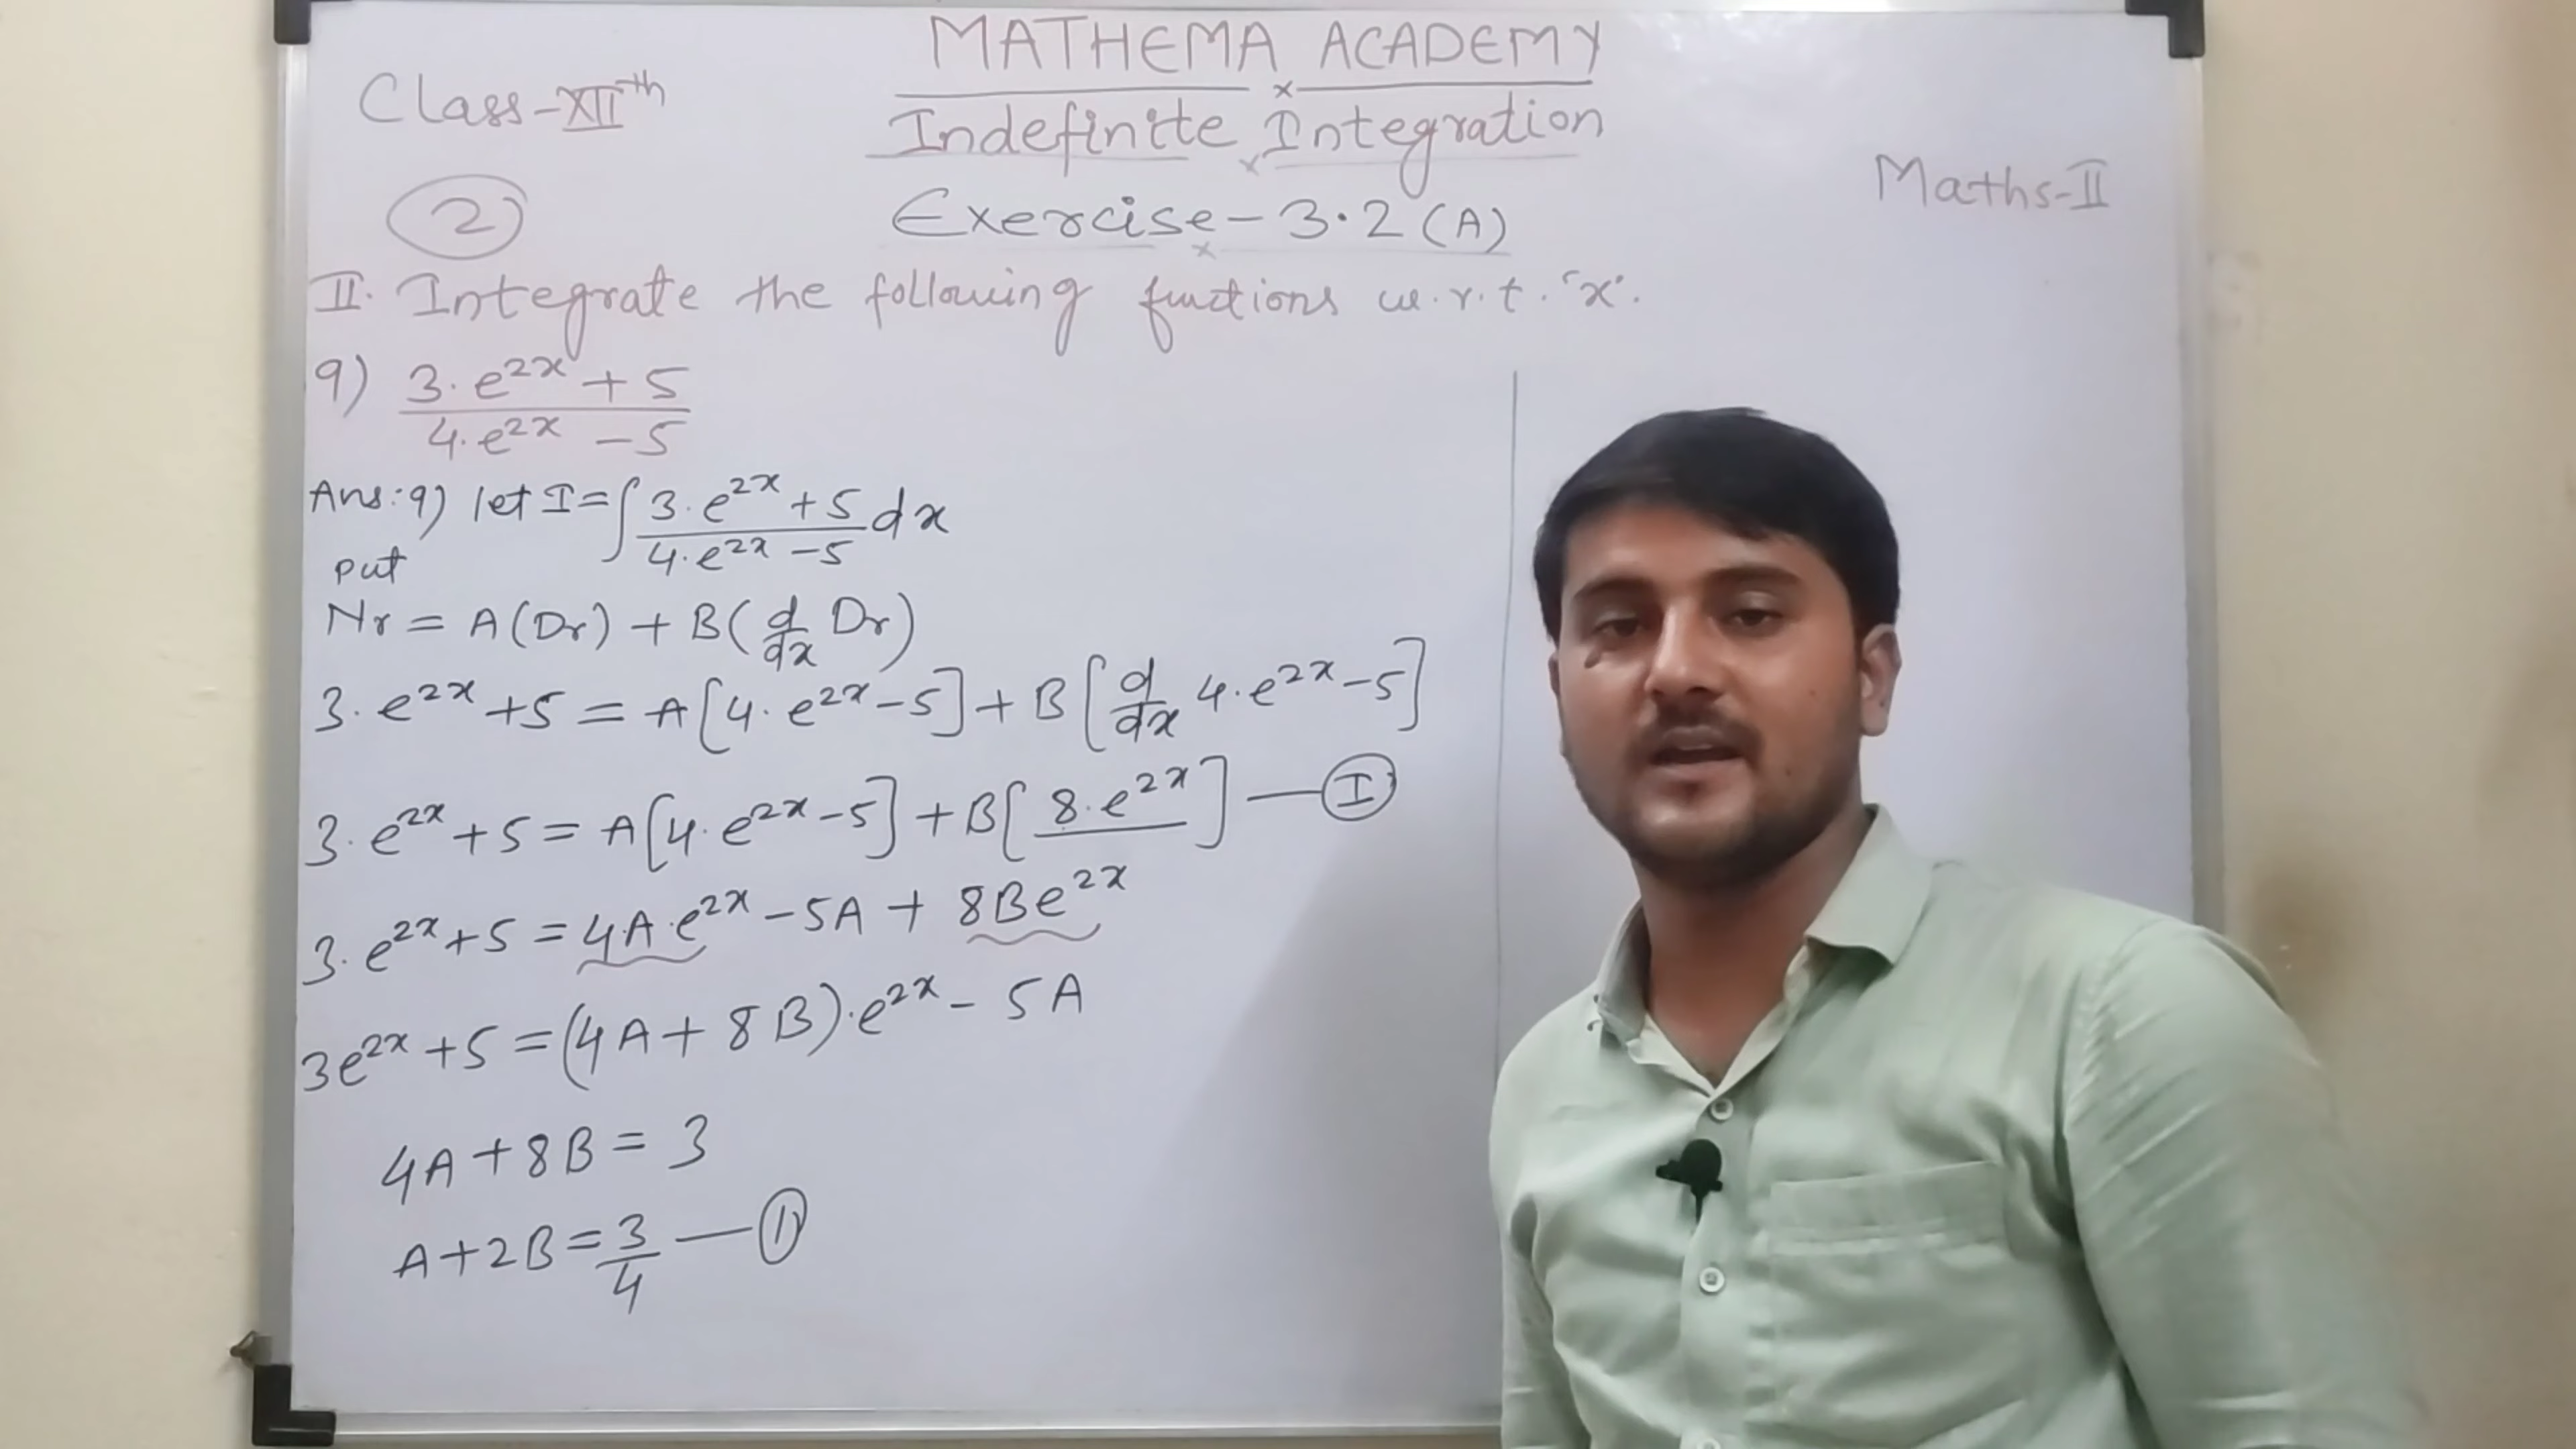 MATHEMA ACADEMY
Class-XIIth
Indefinite Integration
Maths-II
2
Exercise-3.2 (A)
II. Integrate the following functions w.r.t. 'x'.
9) 3.e^2x + 5
4.e^2x - 5
Ans:9) let I = ∫ 3.e^2x + 5 / 4.e^2x - 5 dx
put
Nr = A(Dr) + B(d/dx Dr)
3.e^2x + 5 = A[4.e^2x - 5] + B[d/dx 4.e^2x - 5]
3.e^2x + 5 = A[4.e^2x - 5] + B[8.e^2x] — I
3.e^2x + 5 = 4A.e^2x - 5A + 8Be^2x
3e^2x + 5 = (4A + 8B).e^2x - 5A
4A + 8B = 3
A + 2B = 3/4 — 1